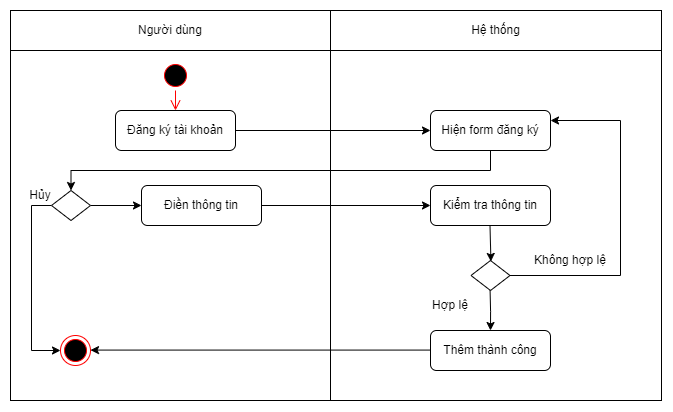 Người dùng
Hệ thống
Đăng ký tài khoản
Hiện form đăng ký
Hủy
Điền thông tin
Kiểm tra thông tin
Không hợp lệ
Hợp lệ
Thêm thành công